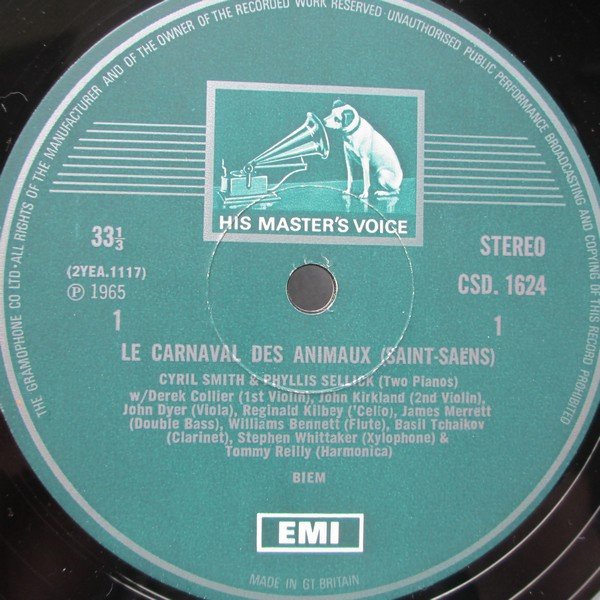 THE GRAMOPHONE CO LTD · ALL RIGHTS OF THE MANUFACTURER AND OF THE OWNER OF THE RECORDED WORK RESERVED · UNAUTHORISED PUBLIC PERFORMANCE BROADCASTING AND COPYING OF THIS RECORD PROHIBITED
HIS MASTER'S VOICE
33⅓
STEREO
(2YEA.1117)
CSD. 1624
Ⓟ 1965
1
1
LE CARNAVAL DES ANIMAUX (SAINT-SAËNS)
CYRIL SMITH & PHYLLIS SELLICK (Two Pianos)
w/Derek Collier (1st Violin), John Kirkland (2nd Violin),
John Dyer (Viola), Reginald Kilbey ('Cello), James Merrett
(Double Bass), Williams Bennett (Flute), Basil Tchaikov
(Clarinet), Stephen Whittaker (Xylophone) &
Tommy Reilly (Harmonica)
BIEM
EMI
MADE IN GT. BRITAIN